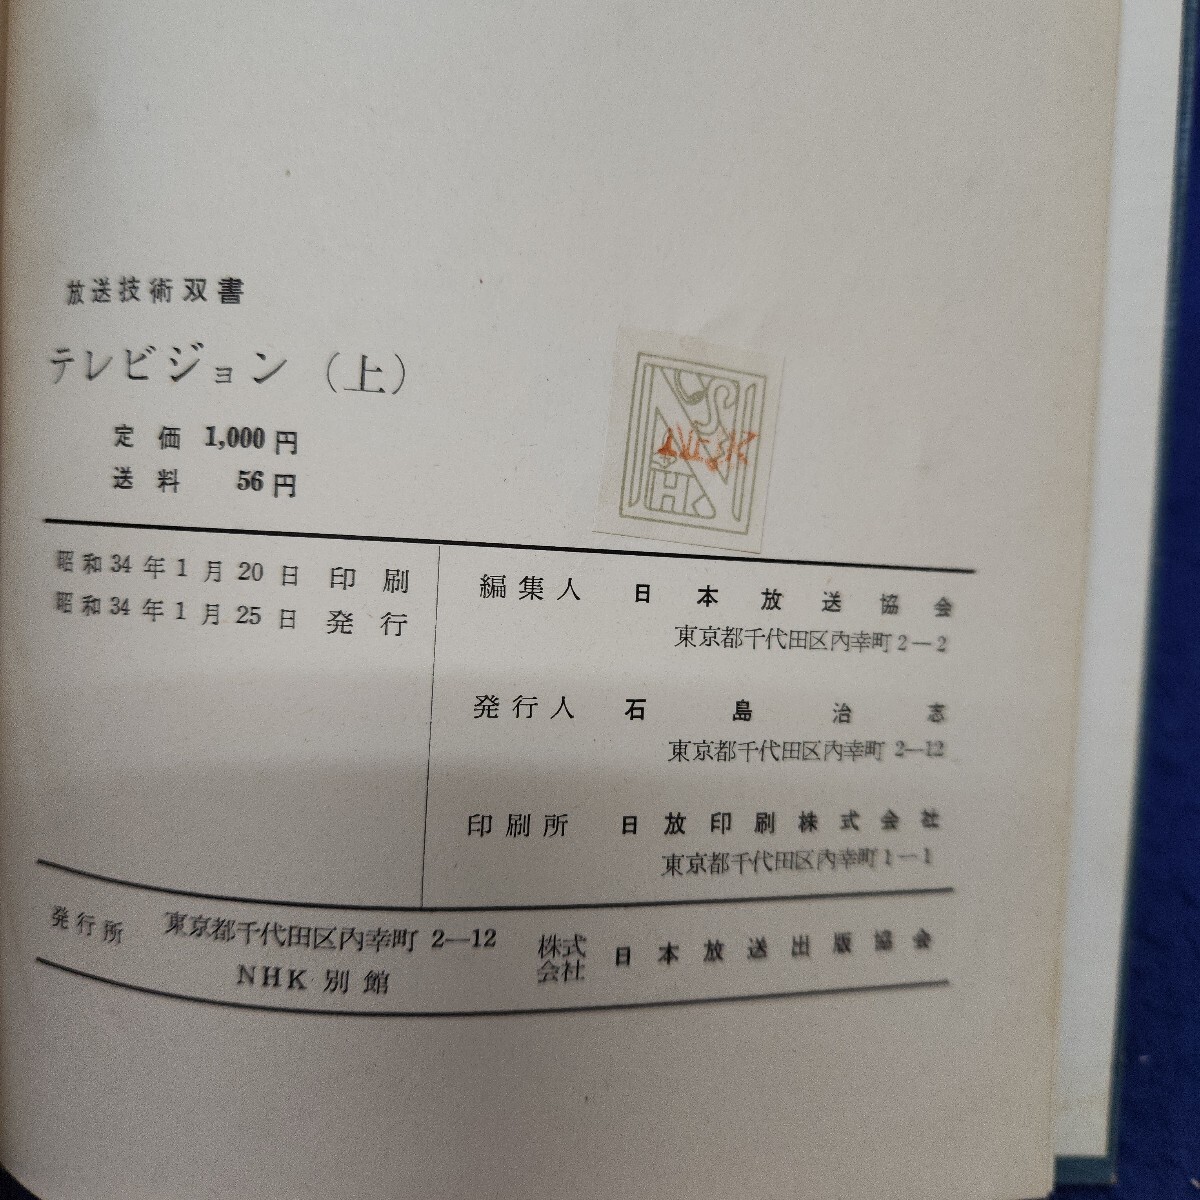 放送技術双書
テレビジョン（上）
定価 1,000円
送料 56円
昭和34年1月20日 印刷
昭和34年1月25日 発行
編集人 日本放送協会
東京都千代田区内幸町2—2
発行人 石島治志
東京都千代田区内幸町2—12
印刷所 日放印刷株式会社
東京都千代田区内幸町1—1
発行所 東京都千代田区内幸町2—12
NHK別館
株式会社 日本放送出版協会